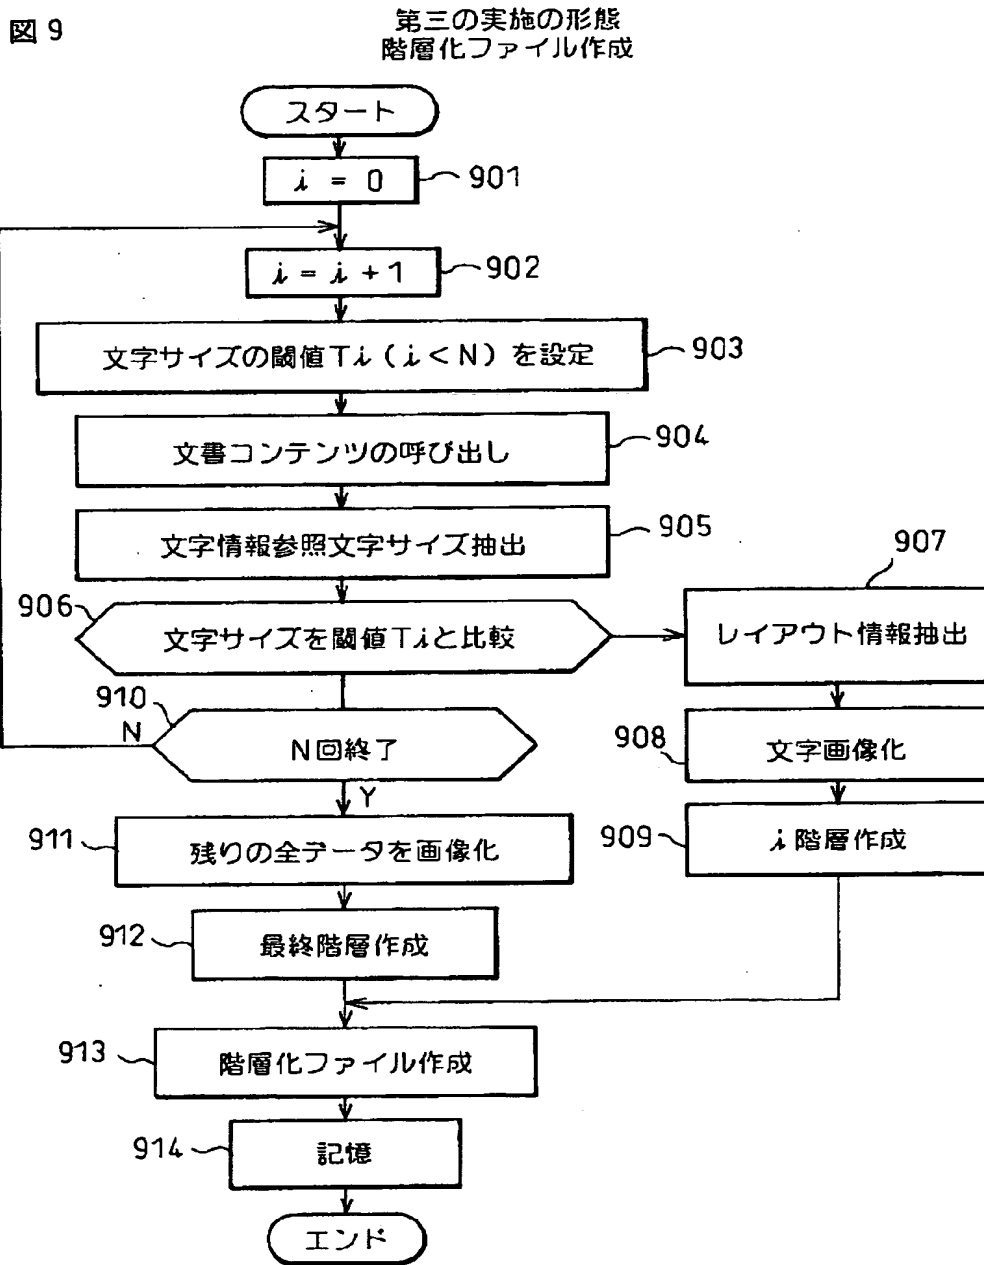 図9
第三の実施の形態
階層化ファイル作成
スタート
i = 0
901
i = i + 1
902
文字サイズの閾値Ti(i<N)を設定
903
文書コンテンツの呼び出し
904
文字情報参照文字サイズ抽出
905
906
文字サイズを閾値Tiと比較
907
レイアウト情報抽出
908
文字画像化
909
i階層作成
910
N
N回終了
Y
911
残りの全データを画像化
912
最終階層作成
913
階層化ファイル作成
914
記憶
エンド